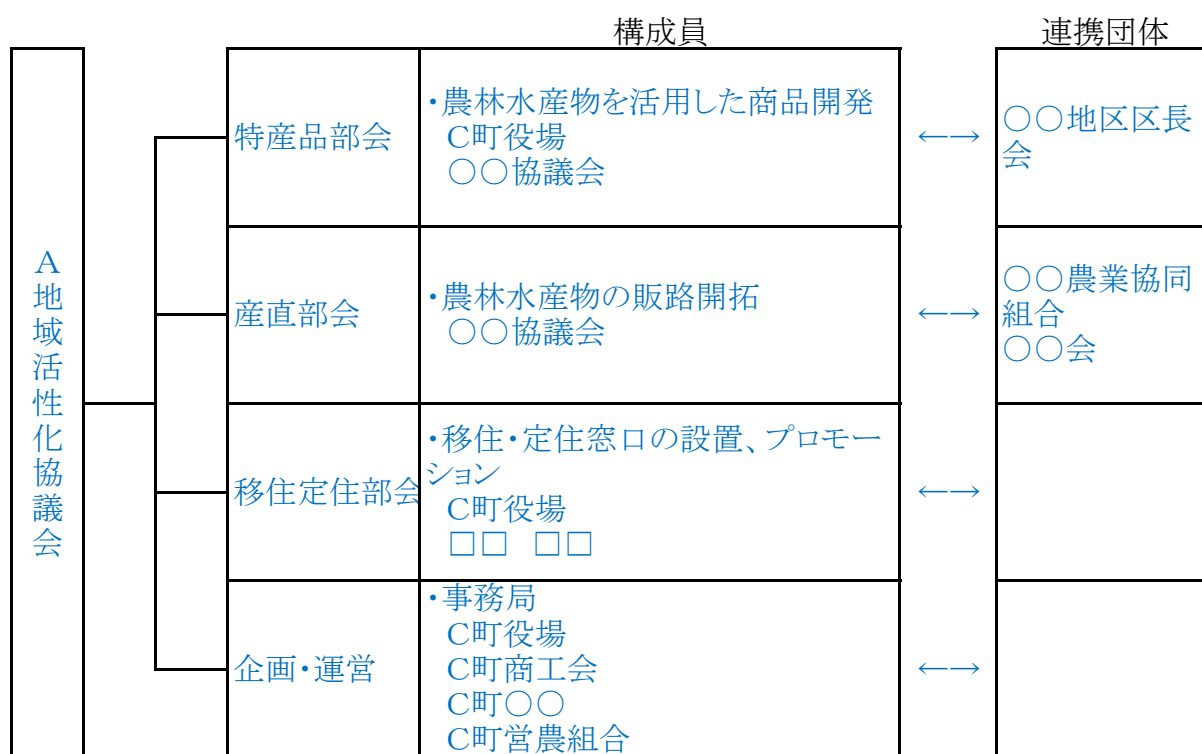 構成員
連携団体
A地域活性化協議会
特産品部会
・農林水産物を活用した商品開発
C町役場
○○協議会
←→
○○地区区長
会
産直部会
・農林水産物の販路開拓
○○協議会
←→
○○農業協同
組合
○○会
移住定住部会
・移住・定住窓口の設置、プロモー
ション
C町役場
□□ □□
←→
企画・運営
・事務局
C町役場
C町商工会
C町○○
C町営農組合
←→